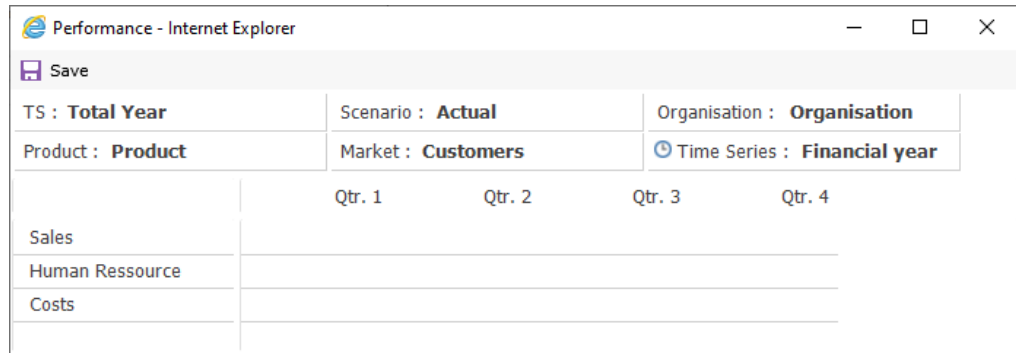 Performance - Internet Explorer
Save
TS : Total Year Scenario : Actual Organisation : Organisation
Product : Product Market : Customers Time Series : Financial year
Qtr. 1 Qtr. 2 Qtr. 3 Qtr. 4
Sales
Human Ressource
Costs